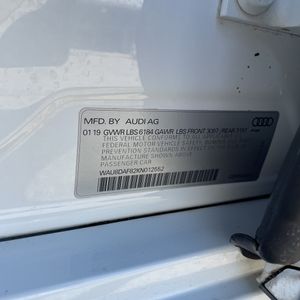 MFD. BY AUDI AG
01 19 GVWR LBS 6184 GAWR LBS FRONT 3087 REAR 3197
THIS VEHICLE CONFORMS TO ALL APPLICABLE
FEDERAL MOTOR VEHICLE SAFETY, BUMPER, AND THEFT
PREVENTION STANDARDS IN EFFECT ON THE
DATE OF MANUFACTURE SHOWN ABOVE
PASSENGER CAR
WAU8DAF82KN012552